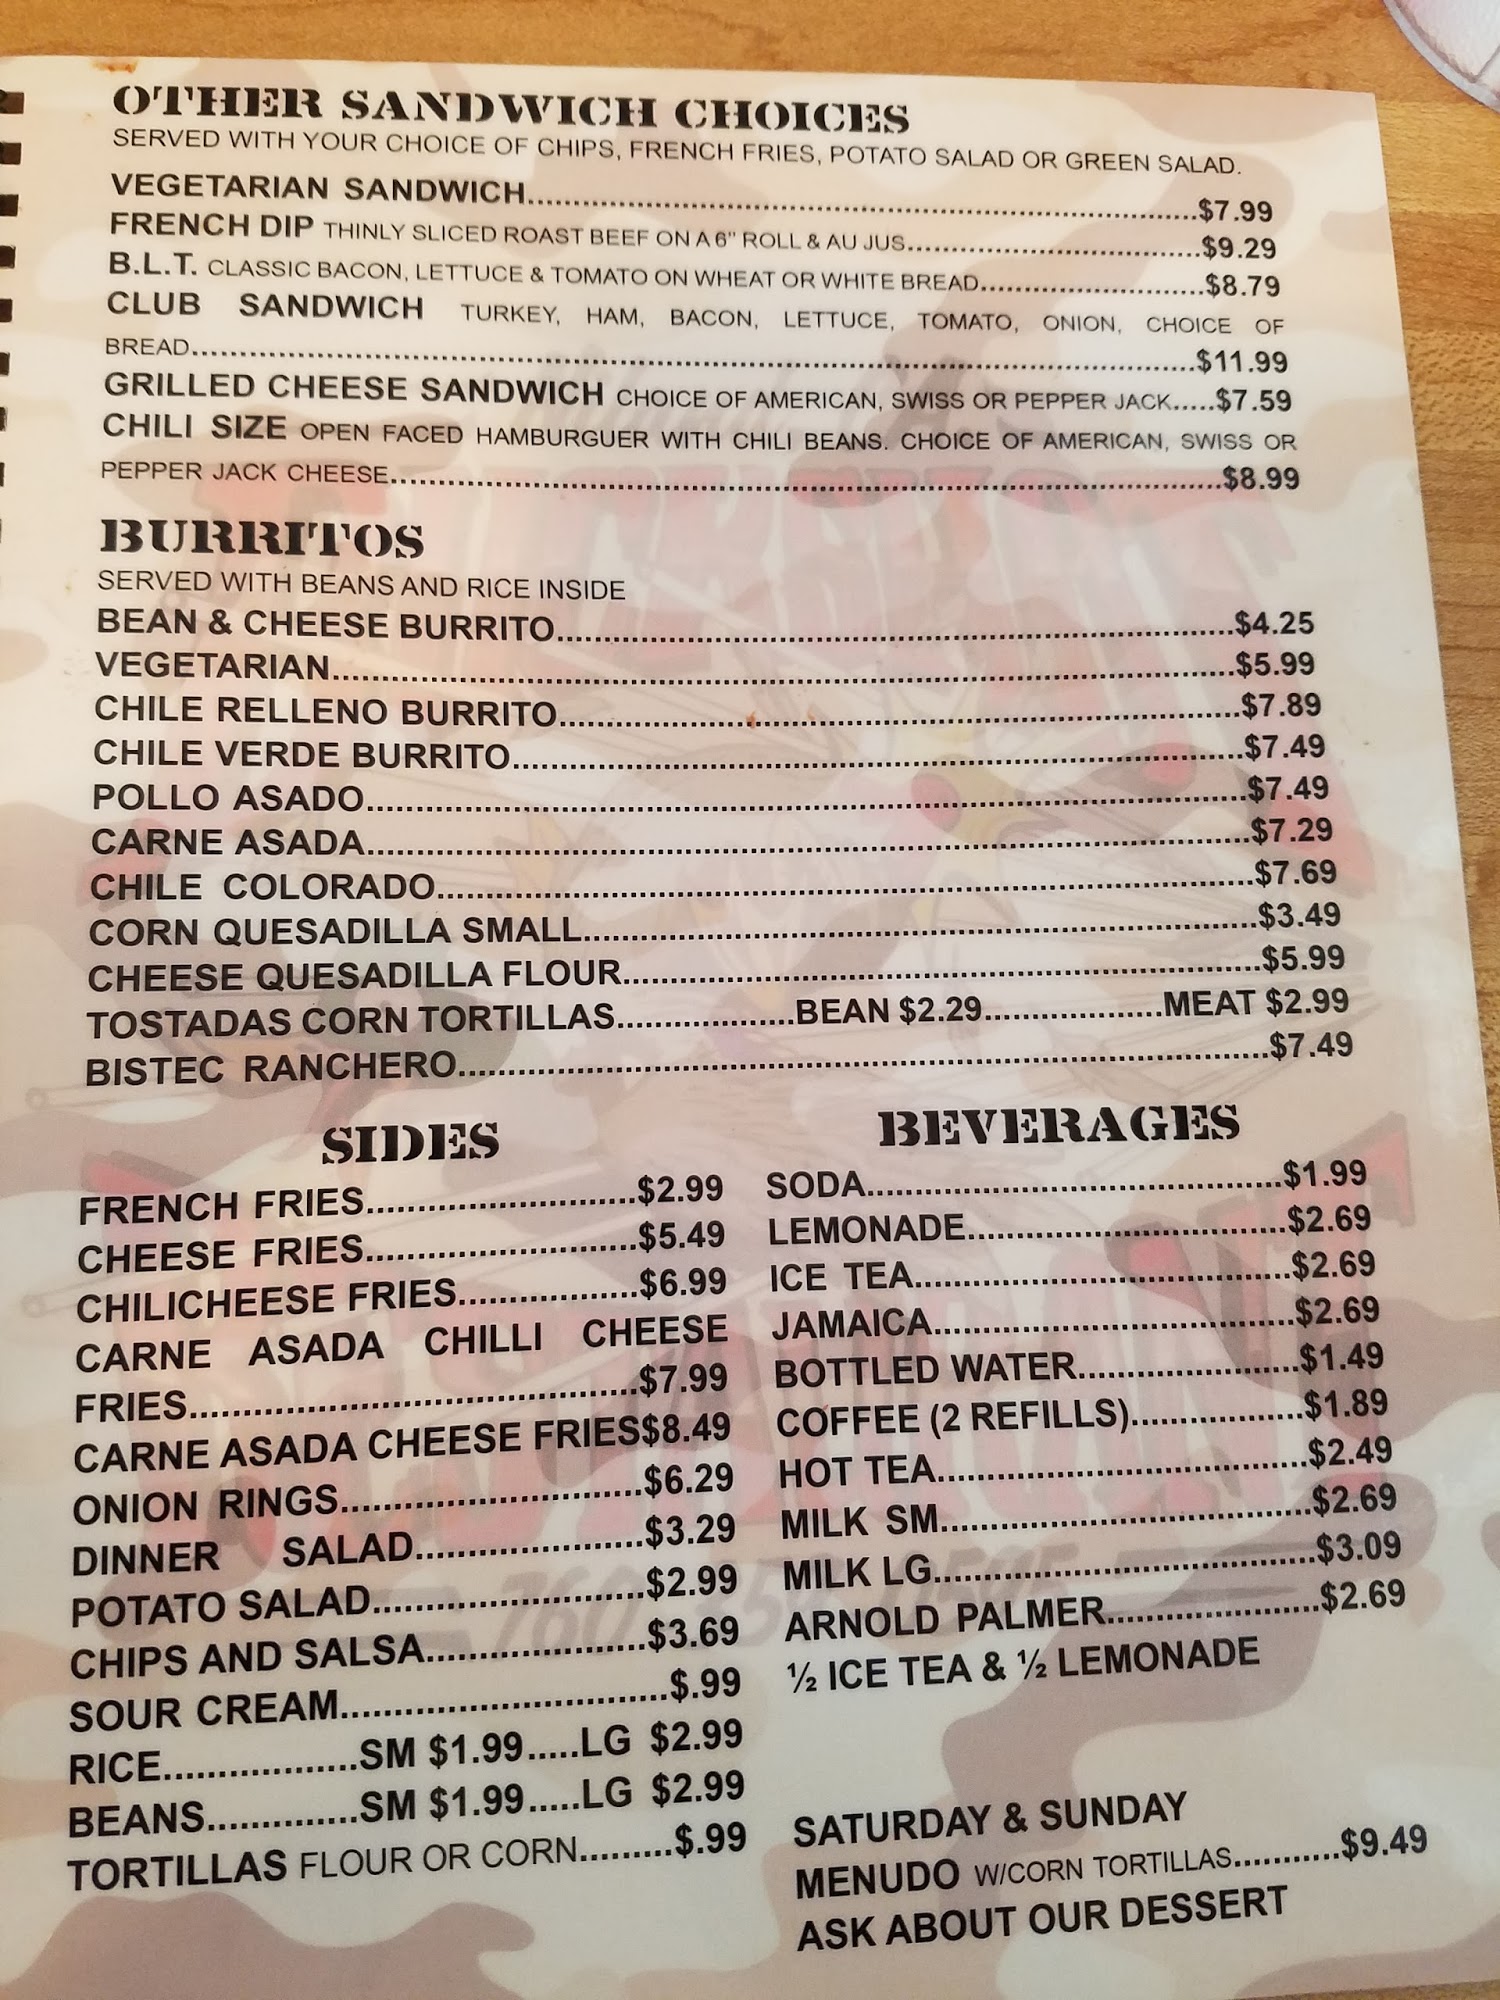 OTHER SANDWICH CHOICES
SERVED WITH YOUR CHOICE OF CHIPS, FRENCH FRIES, POTATO SALAD OR GREEN SALAD.
VEGETARIAN SANDWICH....................$7.99
FRENCH DIP THINLY SLICED ROAST BEEF ON A 6" ROLL & AU JUS....................$9.29
B.L.T. CLASSIC BACON, LETTUCE & TOMATO ON WHEAT OR WHITE BREAD....................$8.79
CLUB SANDWICH TURKEY, HAM, BACON, LETTUCE, TOMATO, ONION, CHOICE OF
BREAD....................$11.99
GRILLED CHEESE SANDWICH CHOICE OF AMERICAN, SWISS OR PEPPER JACK.....$7.59
CHILI SIZE OPEN FACED HAMBURGUER WITH CHILI BEANS. CHOICE OF AMERICAN, SWISS OR
PEPPER JACK CHEESE....................$8.99
BURRITOS
SERVED WITH BEANS AND RICE INSIDE
BEAN & CHEESE BURRITO....................$4.25
VEGETARIAN....................$5.99
CHILE RELLENO BURRITO....................$7.89
CHILE VERDE BURRITO....................$7.49
POLLO ASADO....................$7.49
CARNE ASADA....................$7.29
CHILE COLORADO....................$7.69
CORN QUESADILLA SMALL....................$3.49
CHEESE QUESADILLA FLOUR....................$5.99
TOSTADAS CORN TORTILLAS..................BEAN $2.29..................MEAT $2.99
BISTEC RANCHERO....................$7.49
SIDES
FRENCH FRIES....................$2.99
CHEESE FRIES....................$5.49
CHILICHEESE FRIES..................$6.99
CARNE ASADA CHILLI CHEESE
FRIES....................$7.99
CARNE ASADA CHEESE FRIES$8.49
ONION RINGS....................$6.29
DINNER SALAD....................$3.29
POTATO SALAD....................$2.99
CHIPS AND SALSA.................$3.69
SOUR CREAM....................$.99
RICE..................SM $1.99.....LG $2.99
BEANS..............SM $1.99.....LG $2.99
TORTILLAS FLOUR OR CORN.........$.99
BEVERAGES
SODA....................$1.99
LEMONADE....................$2.69
ICE TEA....................$2.69
JAMAICA....................$2.69
BOTTLED WATER....................$1.49
COFFEE (2 REFILLS)................$1.89
HOT TEA....................$2.49
MILK SM....................$2.69
MILK LG....................$3.09
ARNOLD PALMER....................$2.69
½ ICE TEA & ½ LEMONADE
SATURDAY & SUNDAY
MENUDO W/CORN TORTILLAS...........$9.49
ASK ABOUT OUR DESSERT